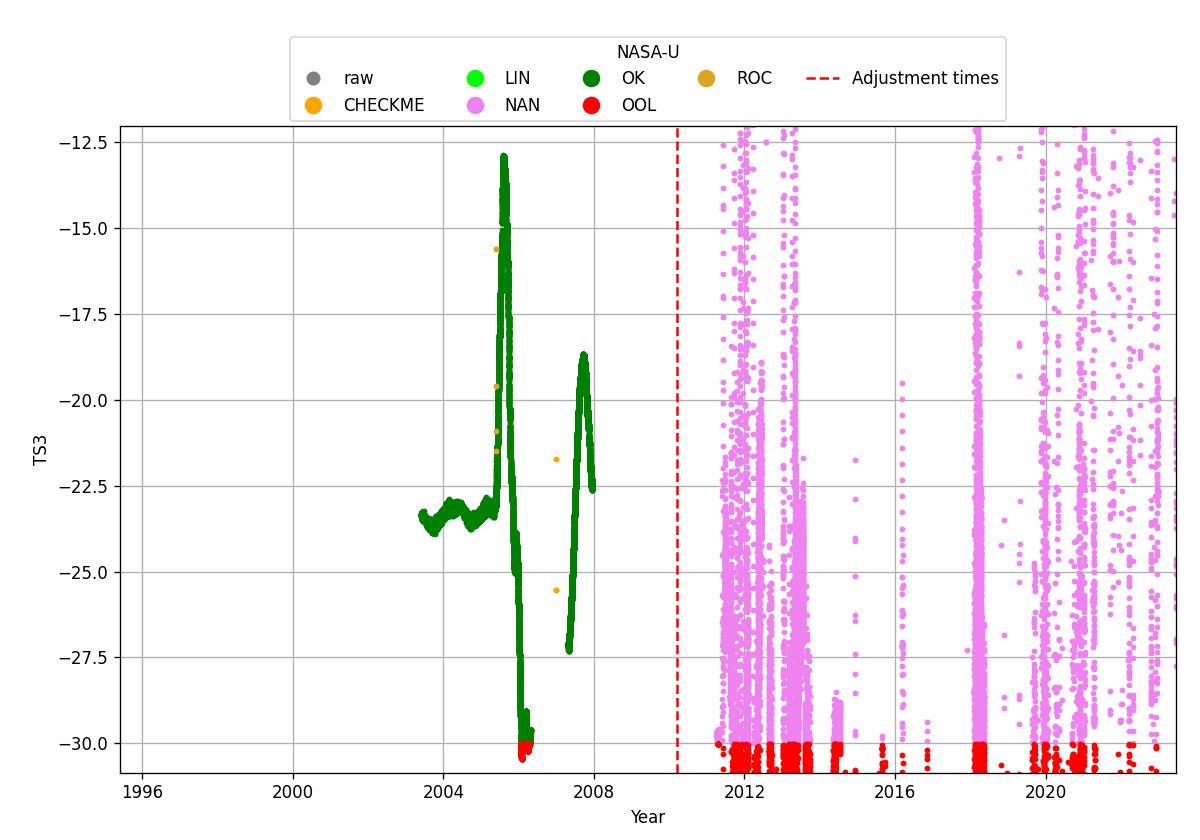 NASA-U
raw LIN OK ROC Adjustment times
CHECKME NAN OOL
−12.5
−15.0
−17.5
−20.0
−22.5
−25.0
−27.5
−30.0
TS3
1996 2000 2004 2008 2012 2016 2020
Year